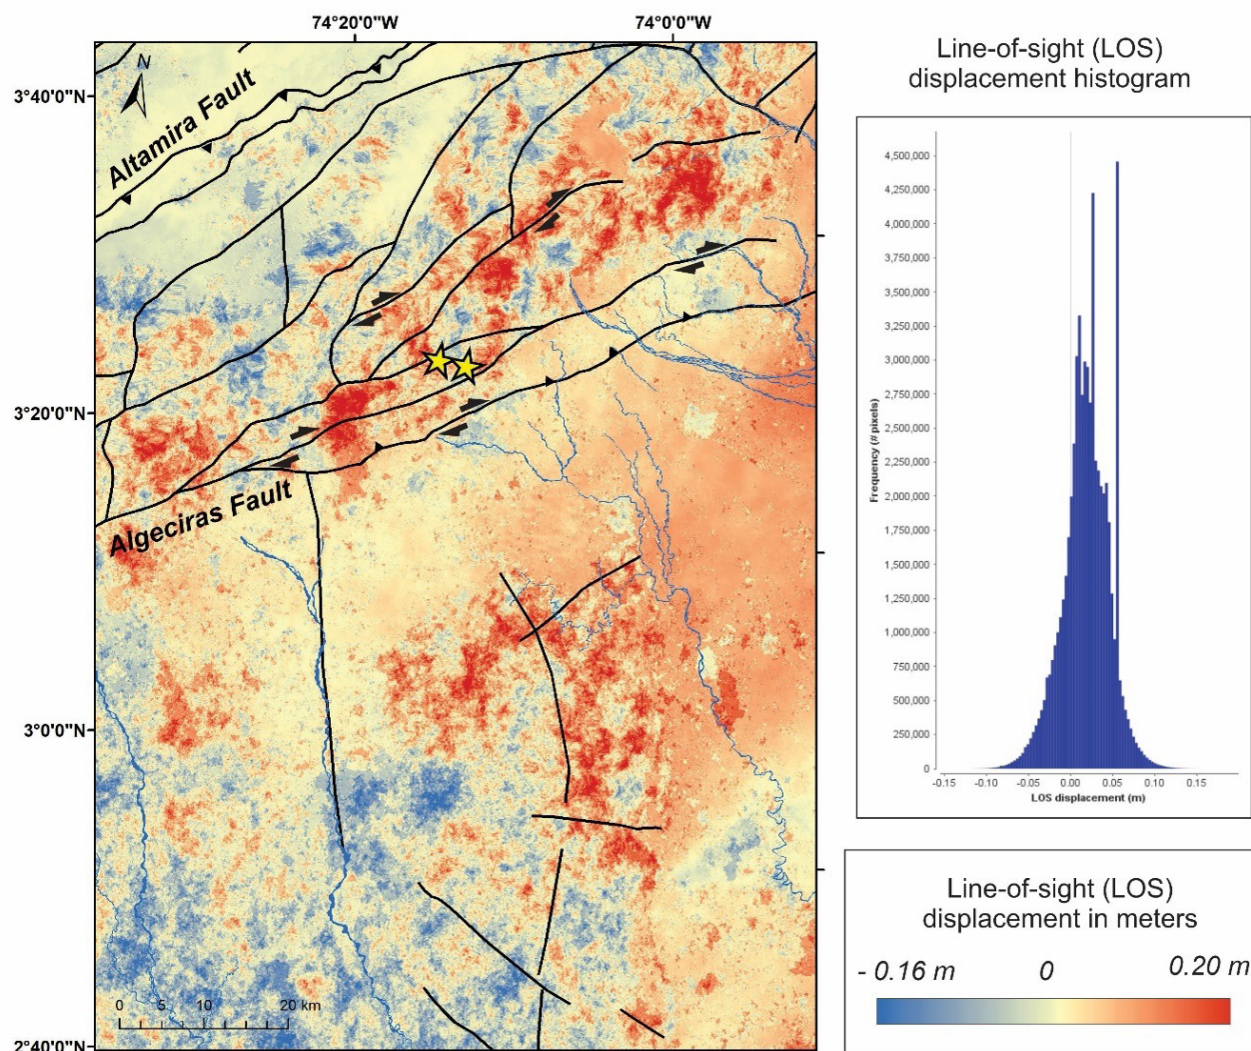 74°20'0"W
74°0'0"W
3°40'0"N
3°20'0"N
3°0'0"N
2°40'0"N
N
Altamira Fault
Algeciras Fault
0 5 10 20 km
Line-of-sight (LOS)
displacement histogram
4,500,000
4,250,000
4,000,000
3,750,000
3,500,000
3,250,000
3,000,000
2,750,000
2,500,000
2,250,000
2,000,000
1,750,000
1,500,000
1,250,000
1,000,000
750,000
500,000
250,000
0
Frequency (# pixels)
-0.15 -0.10 -0.05 0.00 0.05 0.10 0.15
LOS displacement (m)
Line-of-sight (LOS)
displacement in meters
- 0.16 m 0 0.20 m